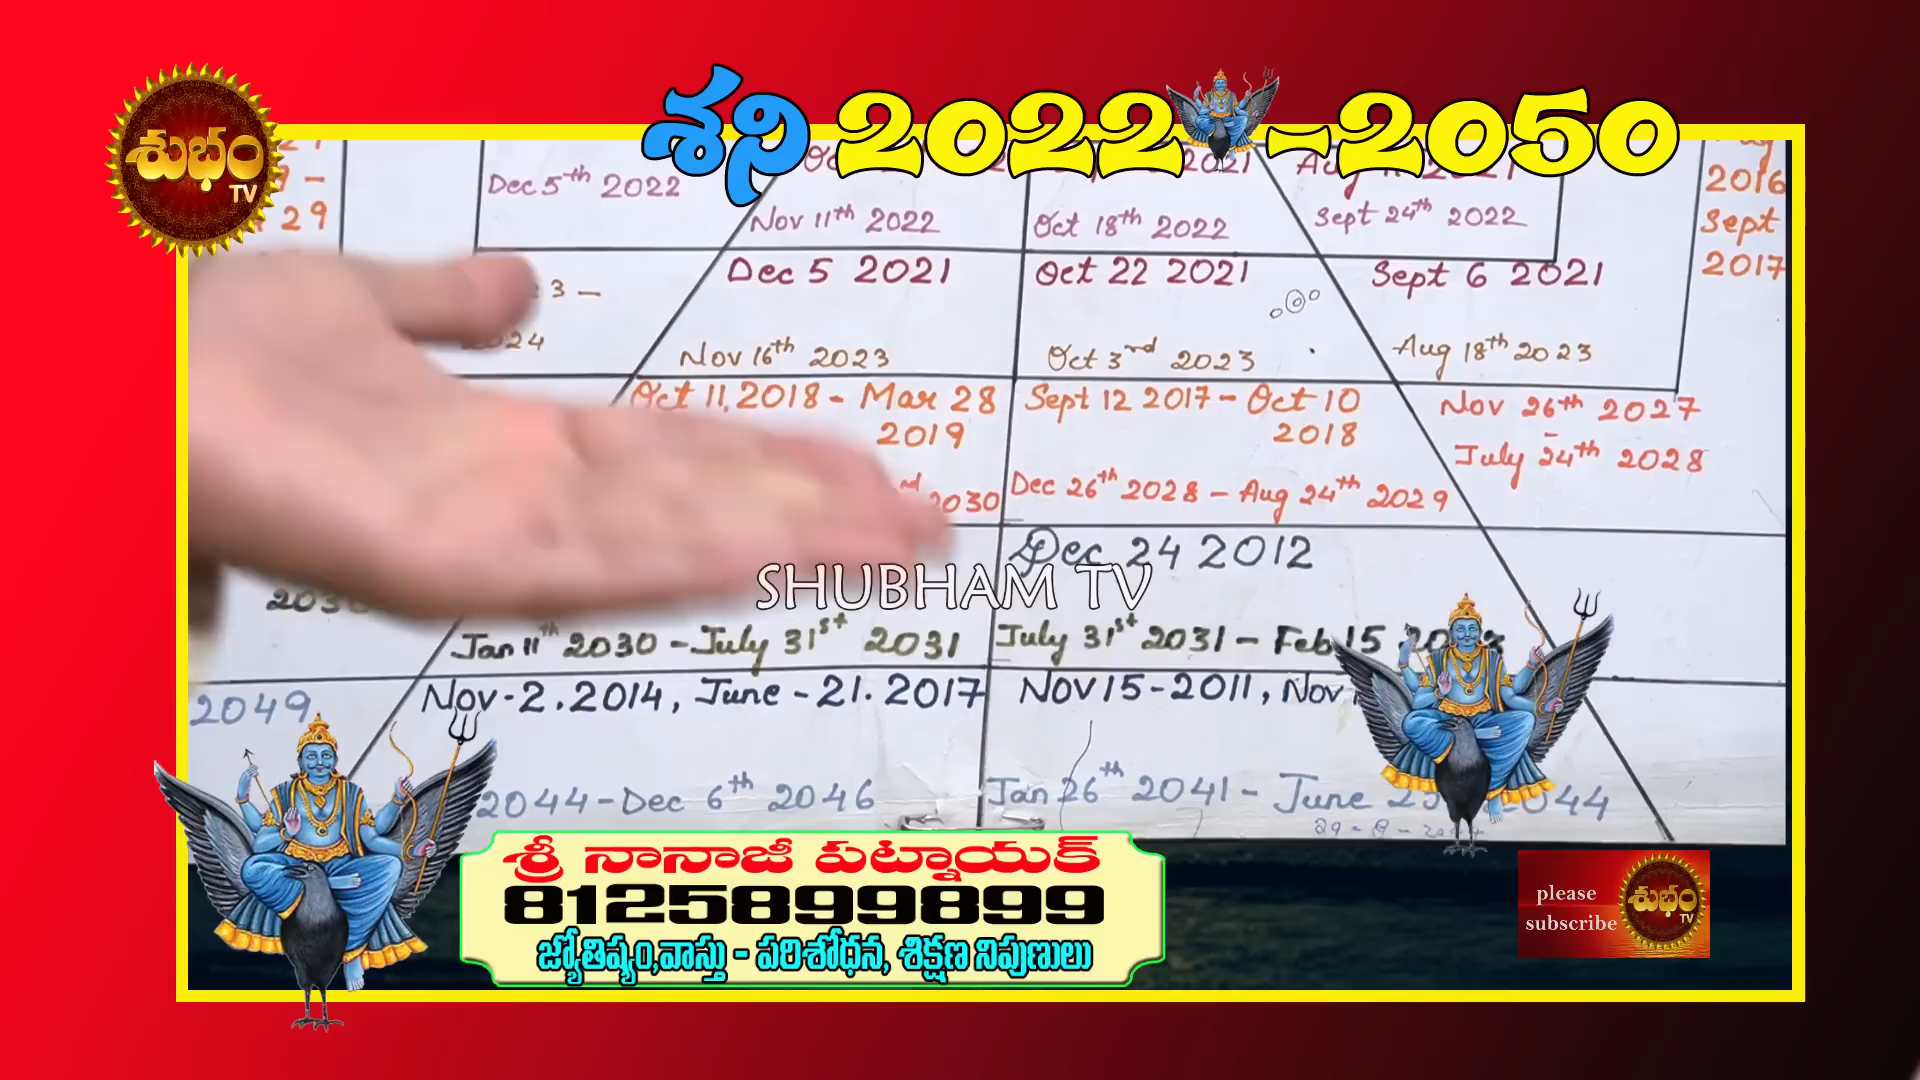 శుభం
TV
శని 2022-2050
2016
Sept
2017
29
Dec 5th 2022
Nov 11th 2022
Oct 18th 2022
Sept 24th 2022
Dec 5 2021
Oct 22 2021
Sept 6 2021
Nov 16th 2023
Oct 3rd 2023
Aug 18th 2023
Oct 11, 2018 - Mar 28
2019
Sept 12 2017 - Oct 10
2018
Nov 26th 2027
July 24th 2028
2030
Dec 26th 2028 - Aug 24th 2029
Dec 24 2012
SHUBHAM TV
Jan 11th 2030 - July 31st 2031
July 31st 2031 - Feb 15
2049
Nov - 2. 2014, June - 21. 2017
Nov 15 - 2011, Nov
2044 - Dec 6th 2046
Jan 26th 2041 - June
శ్రీ నానాజీ పట్నాయక్
8125899899
జ్యోతిష్యం,వాస్తు - పరిశోధన, శిక్షణ నిపుణులు
please
subscribe
శుభం
TV